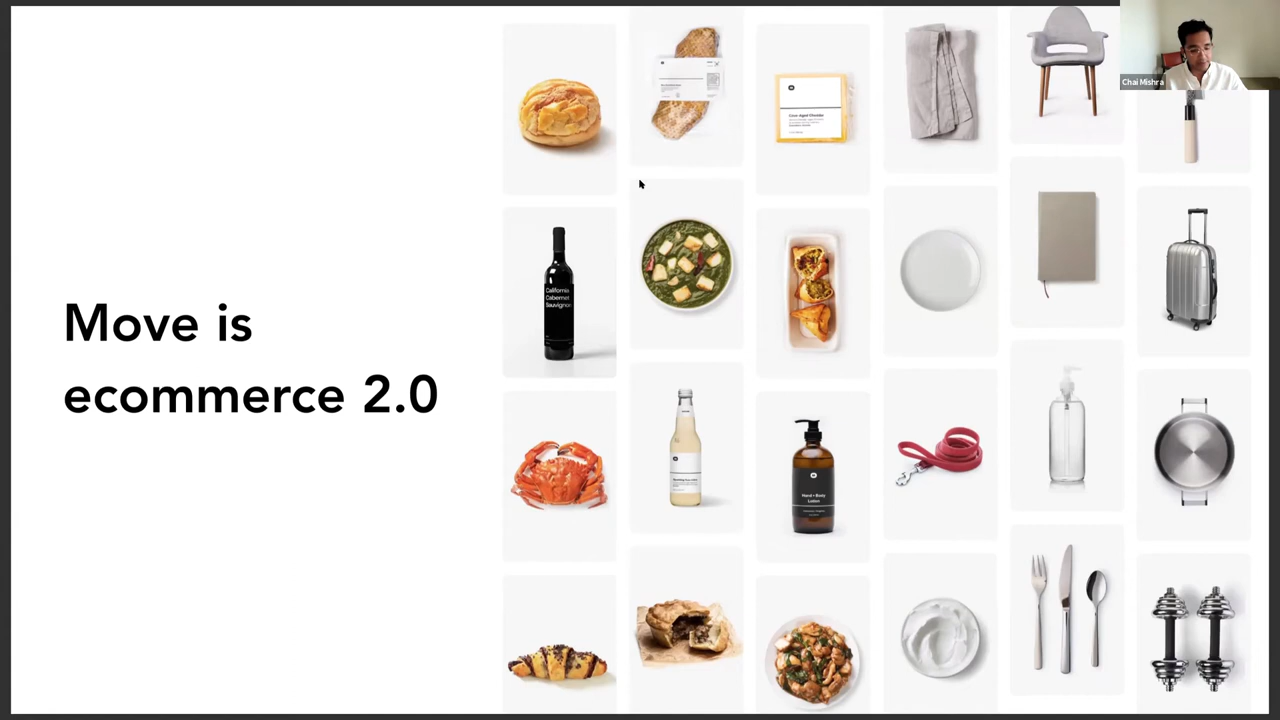 Move is
ecommerce 2.0
Chai Mishra
California
Cabernet
Sauvignon
Hand + Body
Lotion